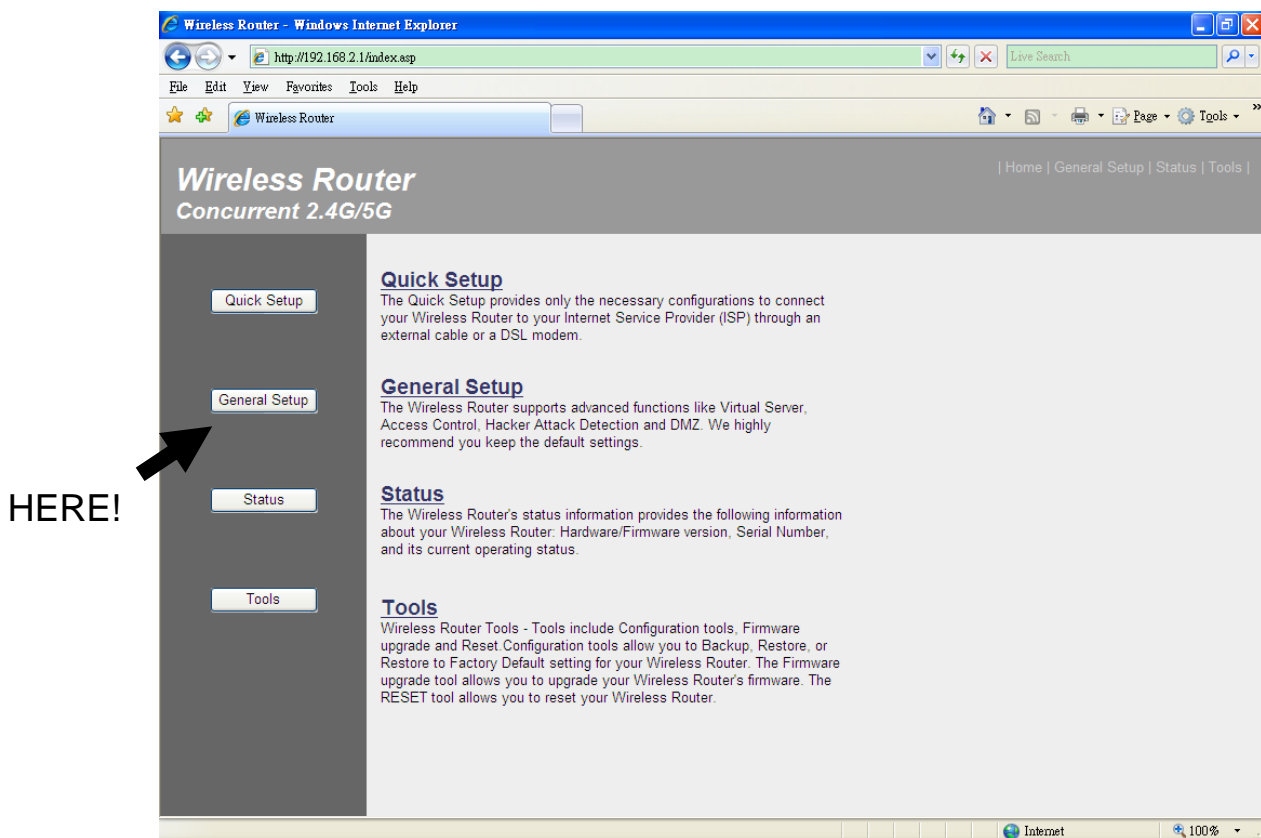 Wireless Router - Windows Internet Explorer
http://192.168.2.1/index.asp
Live Search
File Edit View Favorites Tools Help
Wireless Router
Page Tools »
Wireless Router
Concurrent 2.4G/5G
| Home | General Setup | Status | Tools |
Quick Setup
General Setup
Status
Tools
HERE!
Quick Setup
The Quick Setup provides only the necessary configurations to connect
your Wireless Router to your Internet Service Provider (ISP) through an
external cable or a DSL modem.
General Setup
The Wireless Router supports advanced functions like Virtual Server,
Access Control, Hacker Attack Detection and DMZ. We highly
recommend you keep the default settings.
Status
The Wireless Router's status information provides the following information
about your Wireless Router: Hardware/Firmware version, Serial Number,
and its current operating status.
Tools
Wireless Router Tools - Tools include Configuration tools, Firmware
upgrade and Reset.Configuration tools allow you to Backup, Restore, or
Restore to Factory Default setting for your Wireless Router. The Firmware
upgrade tool allows you to upgrade your Wireless Router's firmware. The
RESET tool allows you to reset your Wireless Router.
Internet
100%